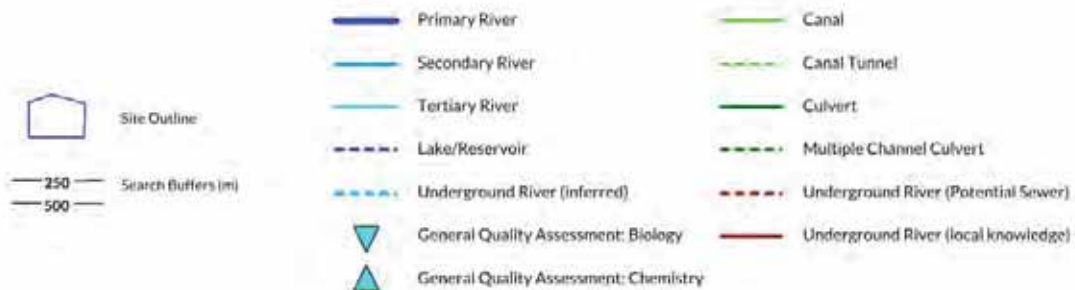 Primary River
Canal
Secondary River
Canal Tunnel
Site Outline
Tertiary River
Culvert
Lake/Reservoir
Multiple Channel Culvert
250
500
Search Buffers (m)
Underground River (inferred)
Underground River (Potential Sewer)
General Quality Assessment: Biology
Underground River (local knowledge)
General Quality Assessment: Chemistry